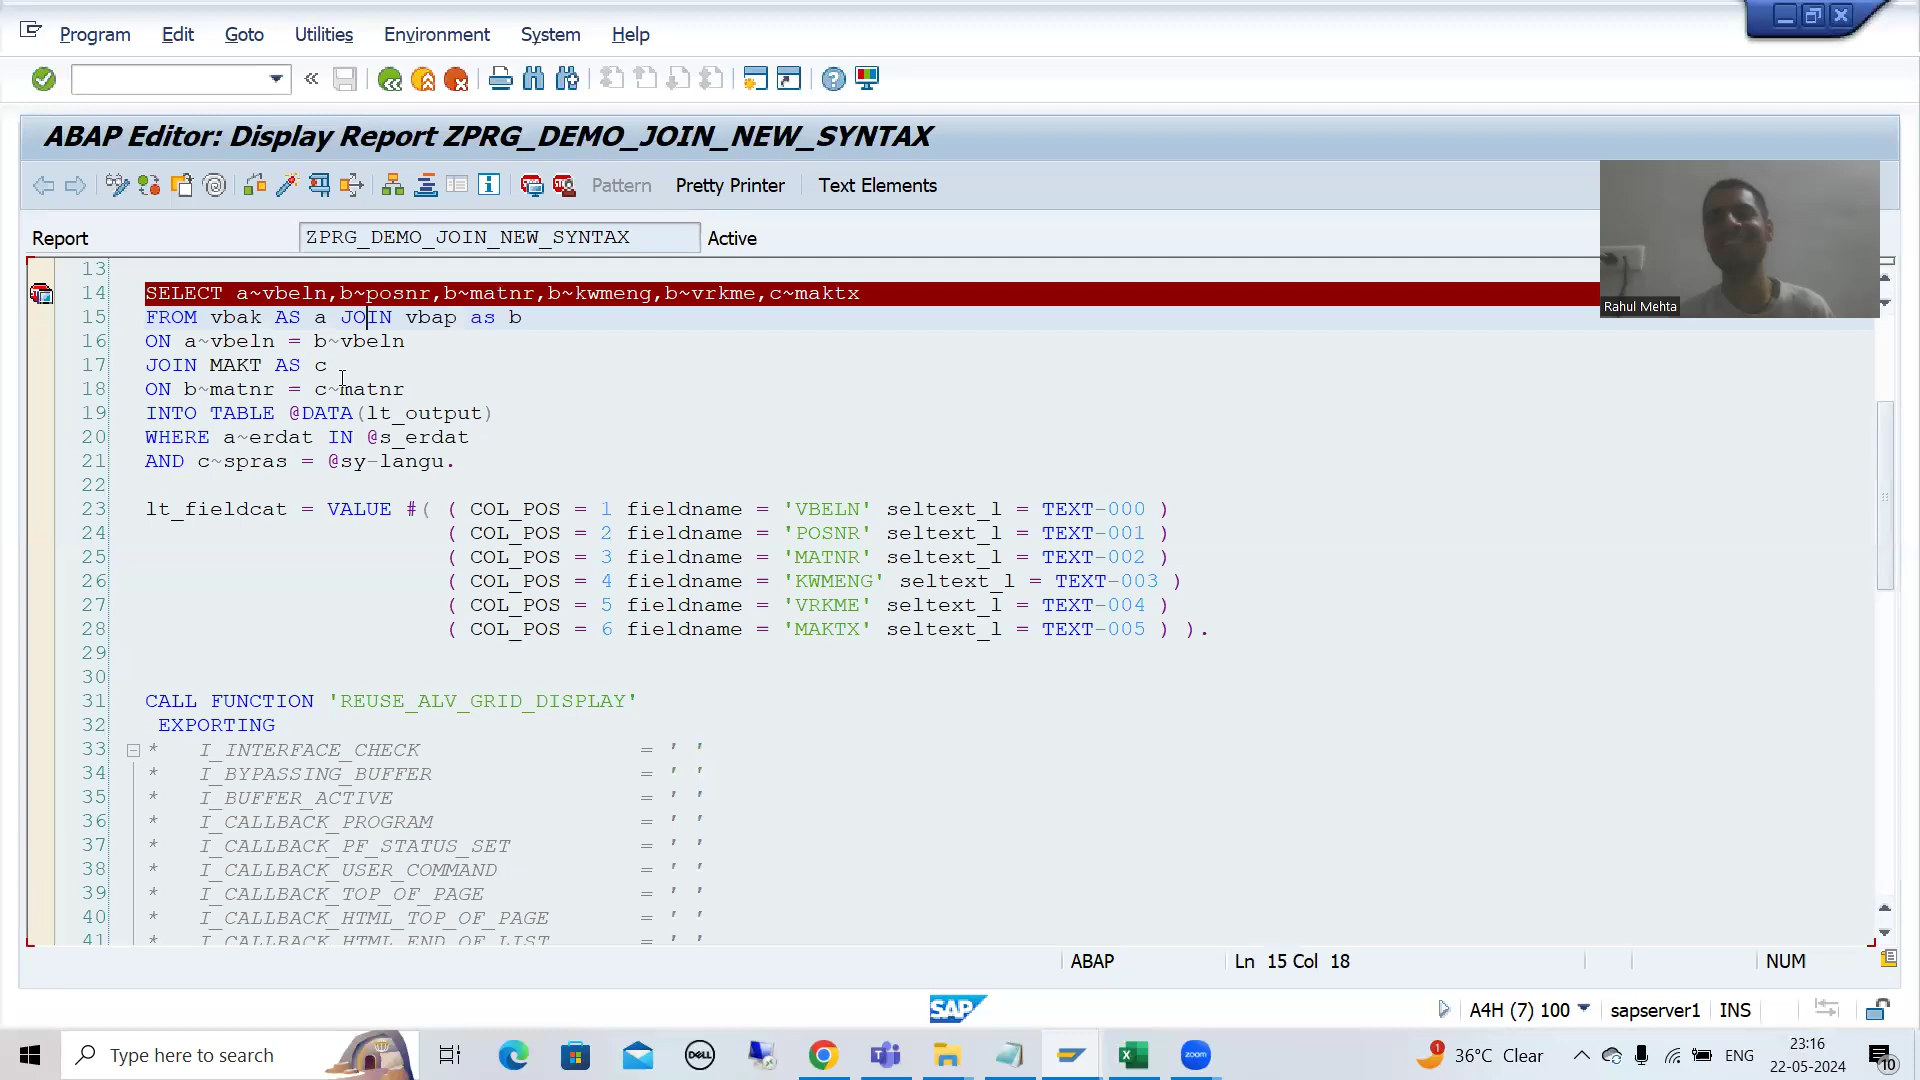 Program Edit Goto Utilities Environment System Help
ABAP Editor: Display Report ZPRG_DEMO_JOIN_NEW_SYNTAX
Pattern Pretty Printer Text Elements
Report ZPRG_DEMO_JOIN_NEW_SYNTAX Active
Rahul Mehta
13
14 SELECT a~vbeln,b~posnr,b~matnr,b~kwmeng,b~vrkme,c~maktx
15 FROM vbak AS a JOIN vbap as b
16 ON a~vbeln = b~vbeln
17 JOIN MAKT AS c
18 ON b~matnr = c~matnr
19 INTO TABLE @DATA(lt_output)
20 WHERE a~erdat IN @s_erdat
21 AND c~spras = @sy-langu.
22
23 lt_fieldcat = VALUE #( ( COL_POS = 1 fieldname = 'VBELN' seltext_l = TEXT-000 )
24 ( COL_POS = 2 fieldname = 'POSNR' seltext_l = TEXT-001 )
25 ( COL_POS = 3 fieldname = 'MATNR' seltext_l = TEXT-002 )
26 ( COL_POS = 4 fieldname = 'KWMENG' seltext_l = TEXT-003 )
27 ( COL_POS = 5 fieldname = 'VRKME' seltext_l = TEXT-004 )
28 ( COL_POS = 6 fieldname = 'MAKTX' seltext_l = TEXT-005 ) ).
29
30
31 CALL FUNCTION 'REUSE_ALV_GRID_DISPLAY'
32 EXPORTING
33 * I_INTERFACE_CHECK = ' '
34 * I_BYPASSING_BUFFER = ' '
35 * I_BUFFER_ACTIVE = ' '
36 * I_CALLBACK_PROGRAM = ' '
37 * I_CALLBACK_PF_STATUS_SET = ' '
38 * I_CALLBACK_USER_COMMAND = ' '
39 * I_CALLBACK_TOP_OF_PAGE = ' '
40 * I_CALLBACK_HTML_TOP_OF_PAGE = ' '
41 * I_CALLBACK_HTML_END_OF_LIST = ' '
ABAP Ln 15 Col 18 NUM
SAP A4H (7) 100 sapserver1 INS
Type here to search DELL zoom 1 36°C Clear ENG 23:16
22-05-2024 10